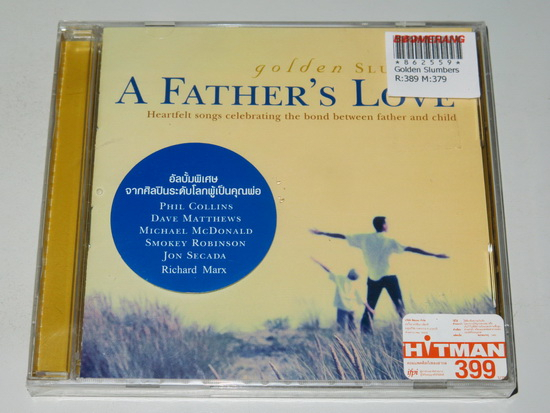 BOOMERANG
*862559*
Golden Slumbers
R:389 M:379
golden SLU
A FATHER'S LOVE
Heartfelt songs celebrating the bond between father and child
อัลบั้มพิเศษ
จากศิลปินระดับโลกผู้เป็นคุณพ่อ
PHIL COLLINS
DAVE MATTHEWS
MICHAEL MCDONALD
SMOKEY ROBINSON
JON SECADA
Richard Marx
HITMAN
399